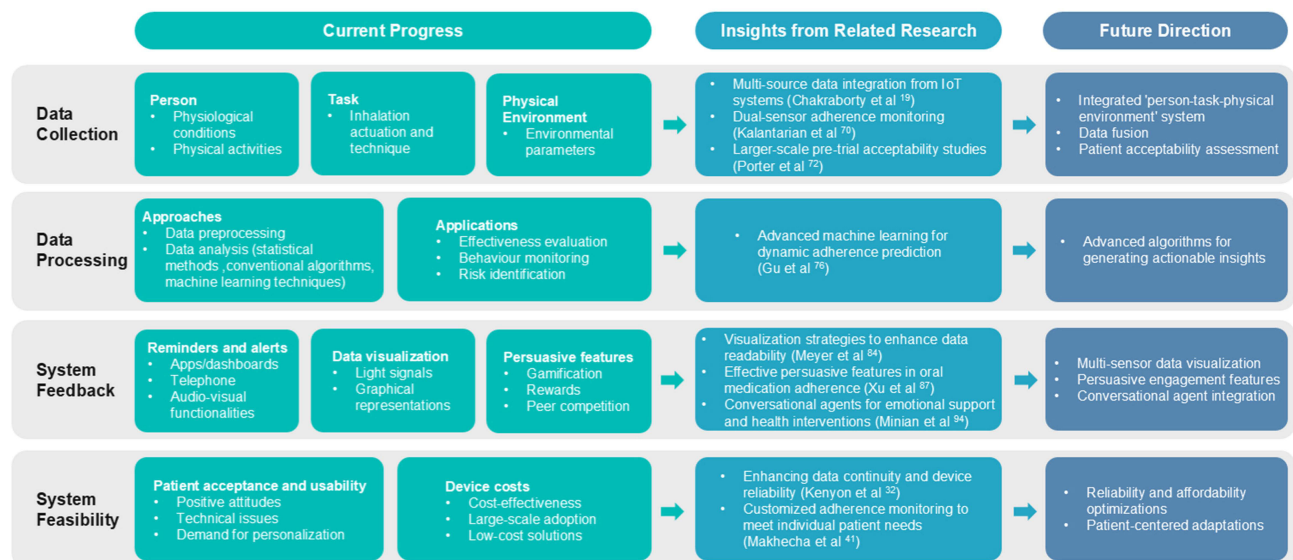 Current Progress
Insights from Related Research
Future Direction
Data
Collection
Person
• Physiological
conditions
• Physical activities
Task
• Inhalation
actuation and
technique
Physical
Environment
• Environmental
parameters
• Multi-source data integration from IoT
systems (Chakraborty et al 19)
• Dual-sensor adherence monitoring
(Kalantarian et al 70)
• Larger-scale pre-trial acceptability studies
(Porter et al 72)
• Integrated 'person-task-physical
environment' system
• Data fusion
• Patient acceptability assessment
Data
Processing
Approaches
• Data preprocessing
• Data analysis (statistical
methods ,conventional algorithms,
machine learning techniques)
Applications
• Effectiveness evaluation
• Behaviour monitoring
• Risk identification
• Advanced machine learning for
dynamic adherence prediction
(Gu et al 76)
• Advanced algorithms for
generating actionable insights
System
Feedback
Reminders and alerts
• Apps/dashboards
• Telephone
• Audio-visual
functionalities
Data visualization
• Light signals
• Graphical
representations
Persuasive features
• Gamification
• Rewards
• Peer competition
• Visualization strategies to enhance data
readability (Meyer et al 84)
• Effective persuasive features in oral
medication adherence (Xu et al 87)
• Conversational agents for emotional support
and health interventions (Minian et al 94)
• Multi-sensor data visualization
• Persuasive engagement features
• Conversational agent integration
System
Feasibility
Patient acceptance and usability
• Positive attitudes
• Technical issues
• Demand for personalization
Device costs
• Cost-effectiveness
• Large-scale adoption
• Low-cost solutions
• Enhancing data continuity and device
reliability (Kenyon et al 32)
• Customized adherence monitoring to
meet individual patient needs
(Makhecha et al 41)
• Reliability and affordability
optimizations
• Patient-centered adaptations